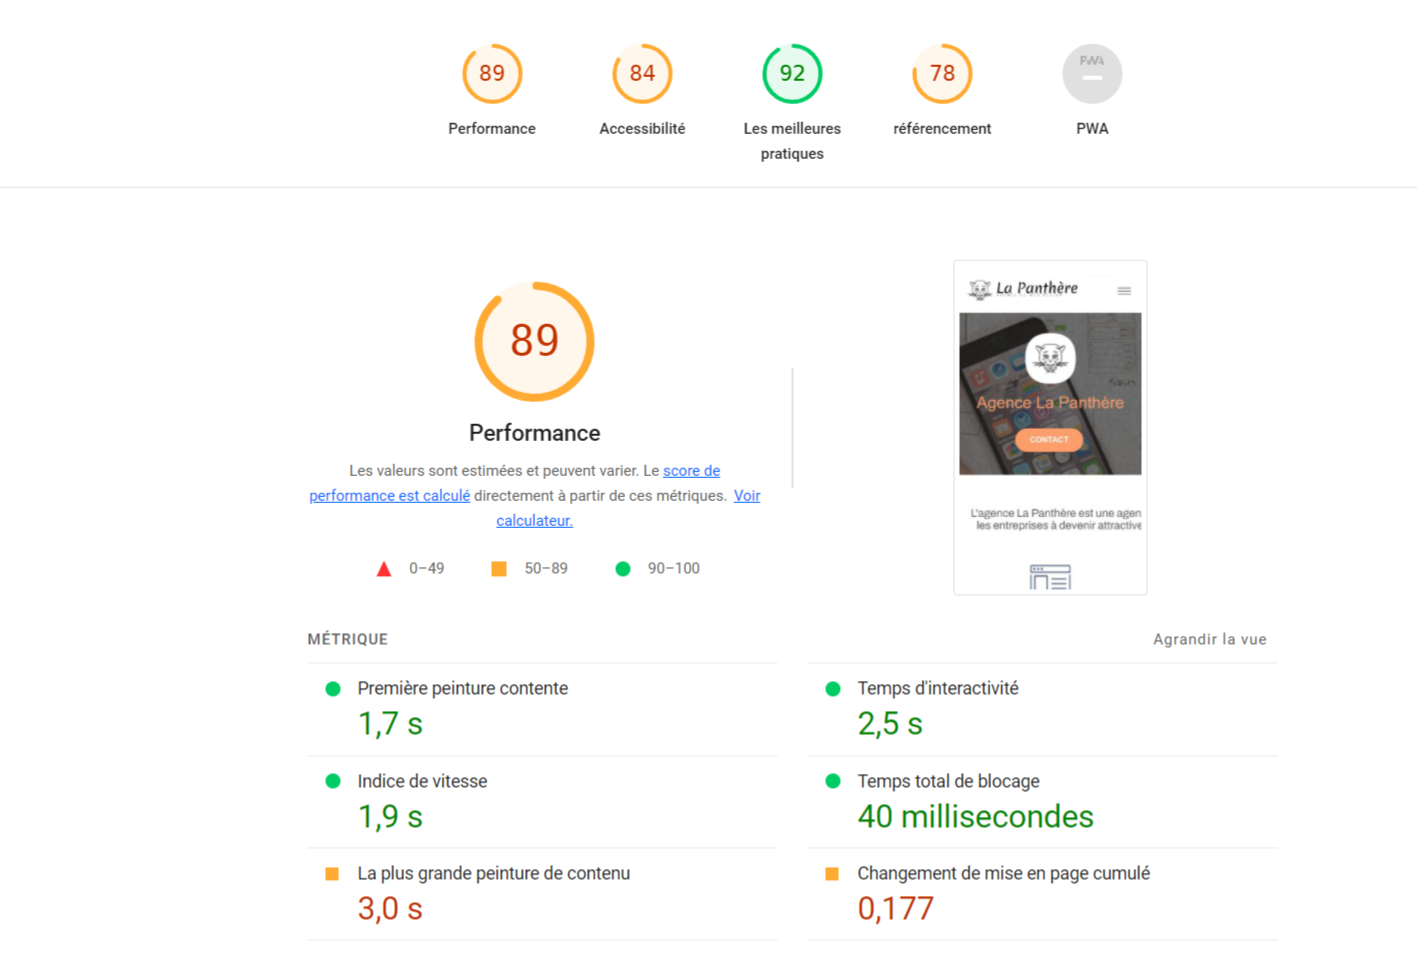 89
84
92
78
PWA
Performance
Accessibilité
Les meilleures
pratiques
référencement
PWA
89
Performance
Les valeurs sont estimées et peuvent varier. Le score de
performance est calculé directement à partir de ces métriques. Voir
calculateur.
0–49
50–89
90–100
La Panthère
Agence La Panthère
CONTACT
L'agence La Panthère est une agen
les entreprises à devenir attractive
MÉTRIQUE
Agrandir la vue
Première peinture contente
1,7 s
Temps d'interactivité
2,5 s
Indice de vitesse
1,9 s
Temps total de blocage
40 millisecondes
La plus grande peinture de contenu
3,0 s
Changement de mise en page cumulé
0,177